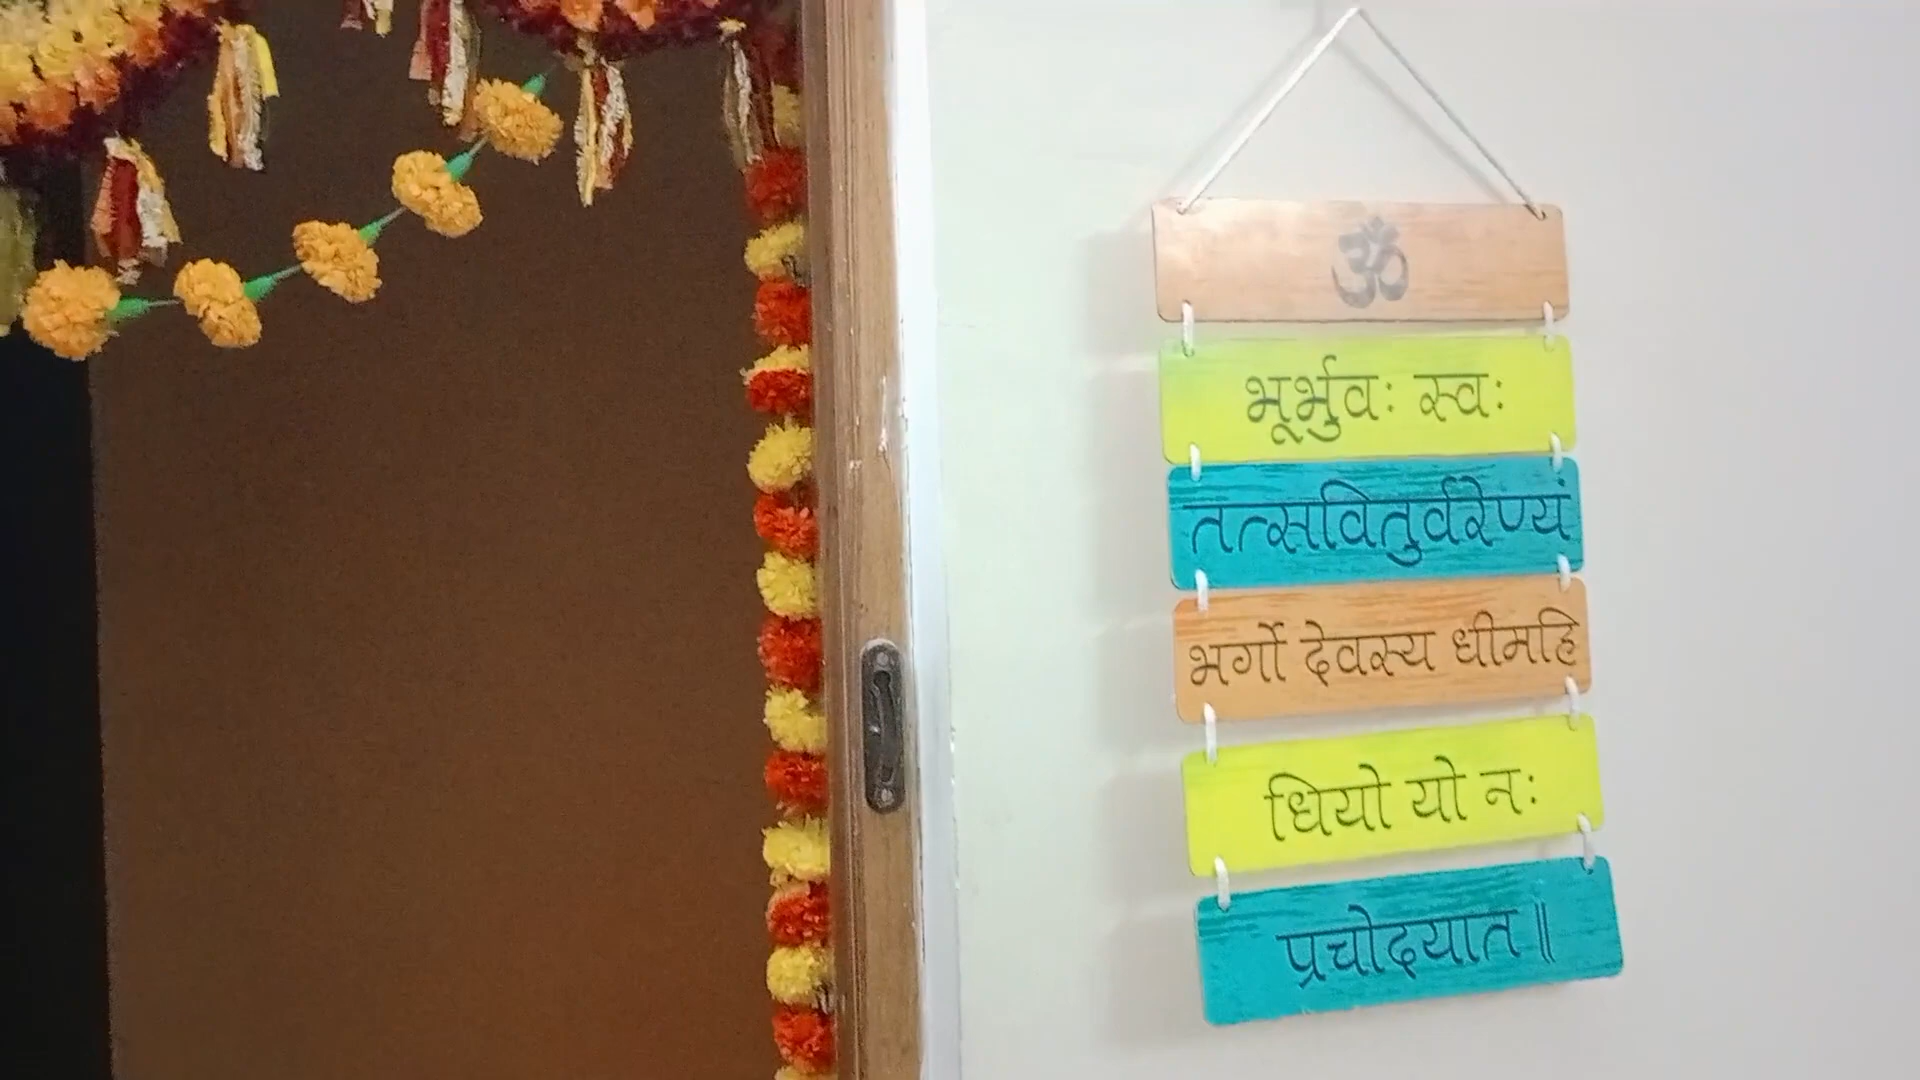 ॐ
भूर्भुवः स्वः
तत्सवितुर्वरेण्यं
भर्गो देवस्य धीमहि
धियो यो नः
प्रचोदयात॥